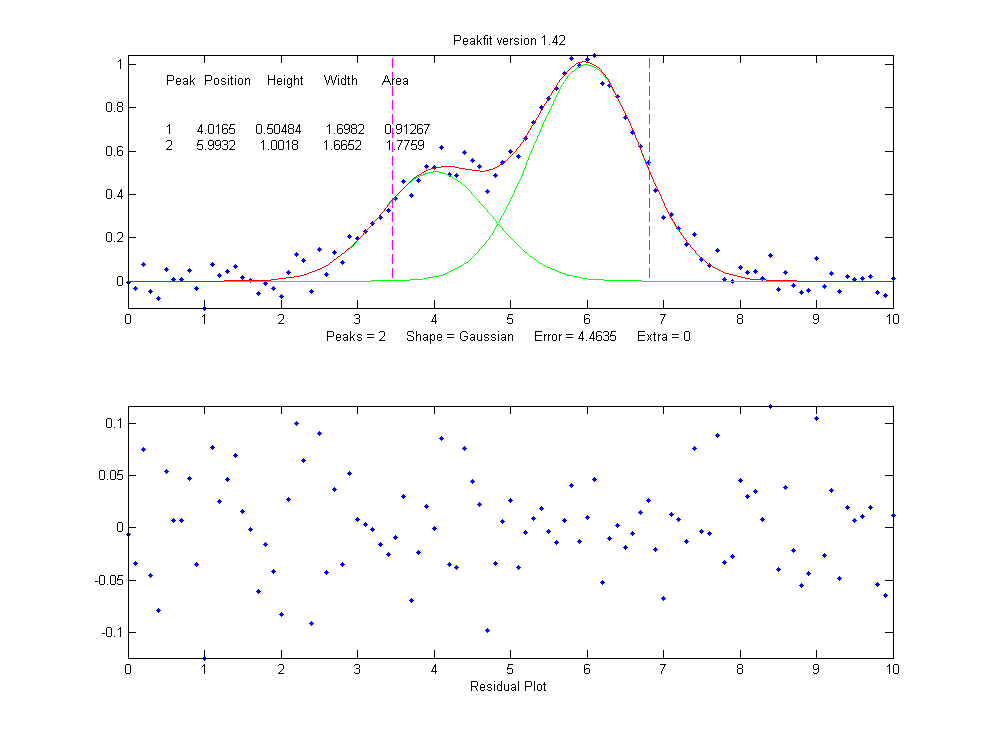 Peakfit version 1.42
Peak Position Height Width Area
1 4.0165 0.50484 1.6982 0.91267
2 5.9932 1.0018 1.6652 1.7759
1
0.8
0.6
0.4
0.2
0
0 1 2 3 4 5 6 7 8 9 10
Peaks = 2 Shape = Gaussian Error = 4.4635 Extra = 0
0.1
0.05
0
-0.05
-0.1
0 1 2 3 4 5 6 7 8 9 10
Residual Plot